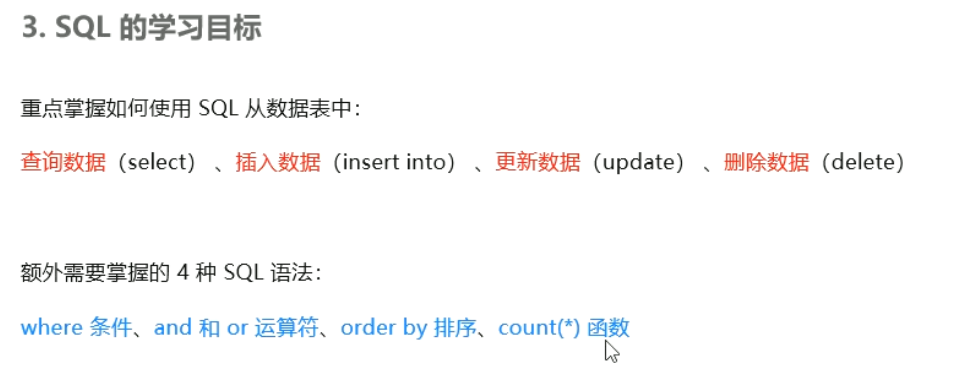 3. SQL 的学习目标
重点掌握如何使用 SQL 从数据表中：
查询数据（select） 、插入数据（insert into） 、更新数据（update） 、删除数据（delete）
额外需要掌握的 4 种 SQL 语法：
where 条件、and 和 or 运算符、order by 排序、count(*) 函数